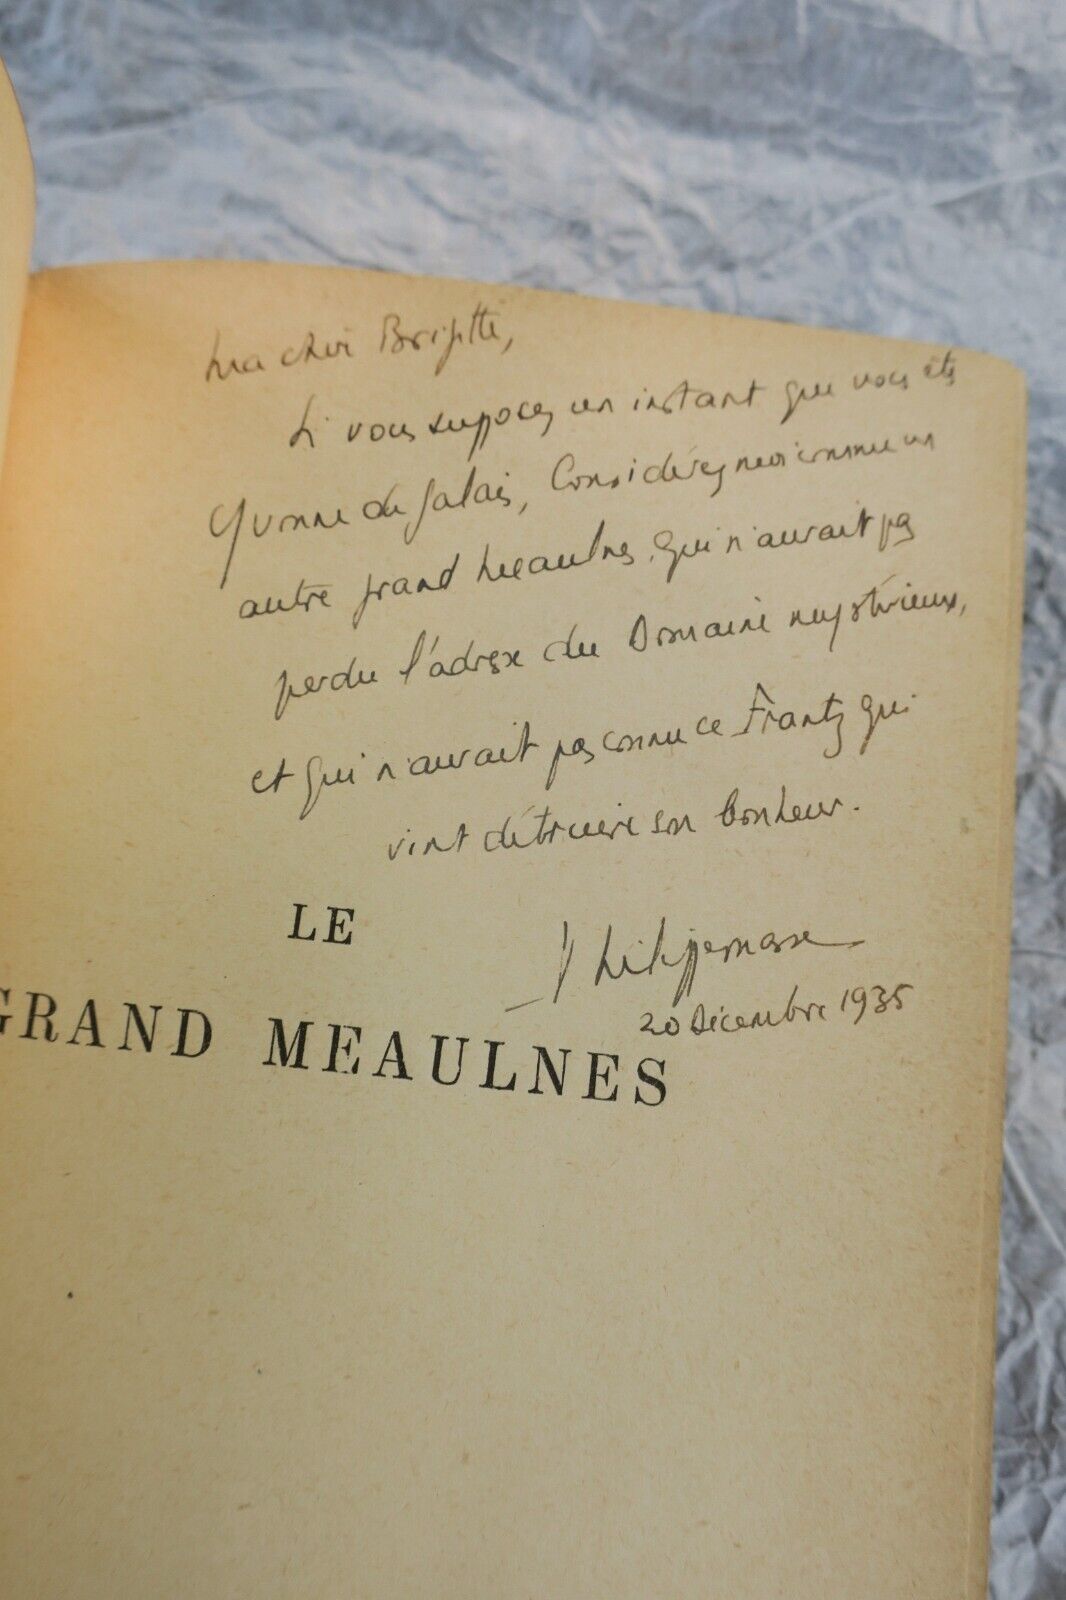 Ma chère Brigitte,
Si vous supposez un instant que vous êtes
Yvonne de Galais, Considérez moi comme un
autre grand Meaulnes, qui n'aurait pas
perdu l'adresse du Domaine mystérieux,
et qui n'aurait pas connu ce Frantz qui
vint détruire son bonheur.
20 Décembre 1935
LE
GRAND MEAULNES